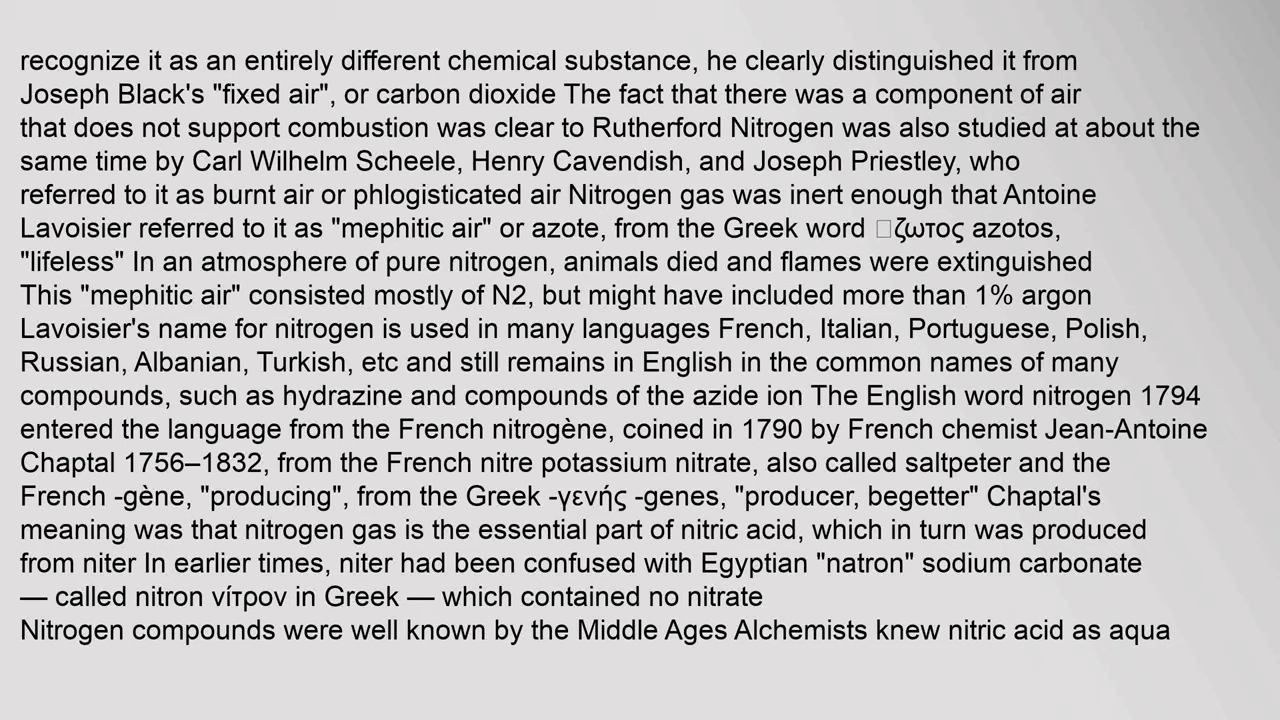 recognize it as an entirely different chemical substance, he clearly distinguished it from
Joseph Black's "fixed air", or carbon dioxide The fact that there was a component of air
that does not support combustion was clear to Rutherford Nitrogen was also studied at about the
same time by Carl Wilhelm Scheele, Henry Cavendish, and Joseph Priestley, who
referred to it as burnt air or phlogisticated air Nitrogen gas was inert enough that Antoine
Lavoisier referred to it as "mephitic air" or azote, from the Greek word □ζωτος azotos,
"lifeless" In an atmosphere of pure nitrogen, animals died and flames were extinguished
This "mephitic air" consisted mostly of N2, but might have included more than 1% argon
Lavoisier's name for nitrogen is used in many languages French, Italian, Portuguese, Polish,
Russian, Albanian, Turkish, etc and still remains in English in the common names of many
compounds, such as hydrazine and compounds of the azide ion The English word nitrogen 1794
entered the language from the French nitrogène, coined in 1790 by French chemist Jean-Antoine
Chaptal 1756–1832, from the French nitre potassium nitrate, also called saltpeter and the
French -gène, "producing", from the Greek -γενής -genes, "producer, begetter" Chaptal's
meaning was that nitrogen gas is the essential part of nitric acid, which in turn was produced
from niter In earlier times, niter had been confused with Egyptian "natron" sodium carbonate
— called nitron νίτρον in Greek — which contained no nitrate
Nitrogen compounds were well known by the Middle Ages Alchemists knew nitric acid as aqua